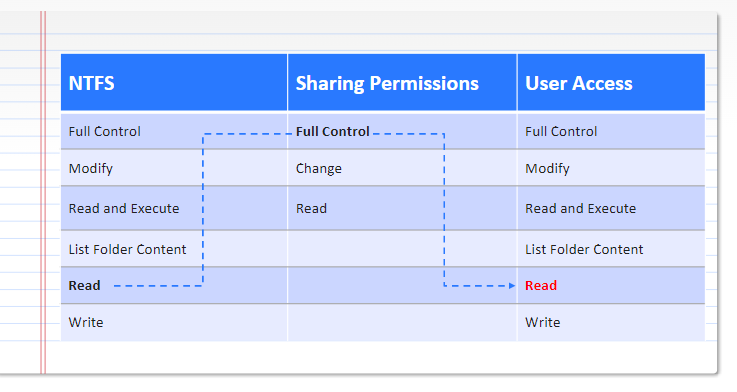 NTFS Sharing Permissions User Access
Full Control Full Control Full Control
Modify Change Modify
Read and Execute Read Read and Execute
List Folder Content List Folder Content
Read Read
Write Write